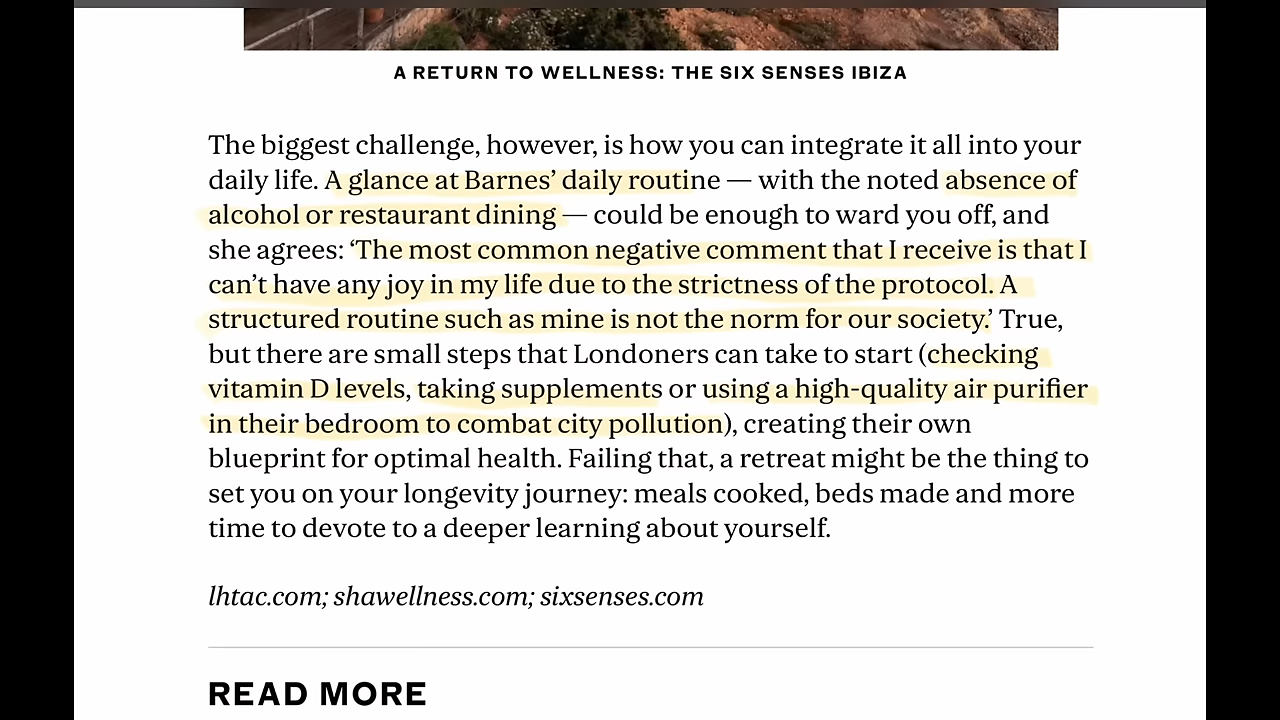 A RETURN TO WELLNESS: THE SIX SENSES IBIZA
The biggest challenge, however, is how you can integrate it all into your
daily life. A glance at Barnes’ daily routine — with the noted absence of
alcohol or restaurant dining — could be enough to ward you off, and
she agrees: ‘The most common negative comment that I receive is that I
can’t have any joy in my life due to the strictness of the protocol. A
structured routine such as mine is not the norm for our society.’ True,
but there are small steps that Londoners can take to start (checking
vitamin D levels, taking supplements or using a high-quality air purifier
in their bedroom to combat city pollution), creating their own
blueprint for optimal health. Failing that, a retreat might be the thing to
set you on your longevity journey: meals cooked, beds made and more
time to devote to a deeper learning about yourself.
lhtac.com; shawellness.com; sixsenses.com
READ MORE